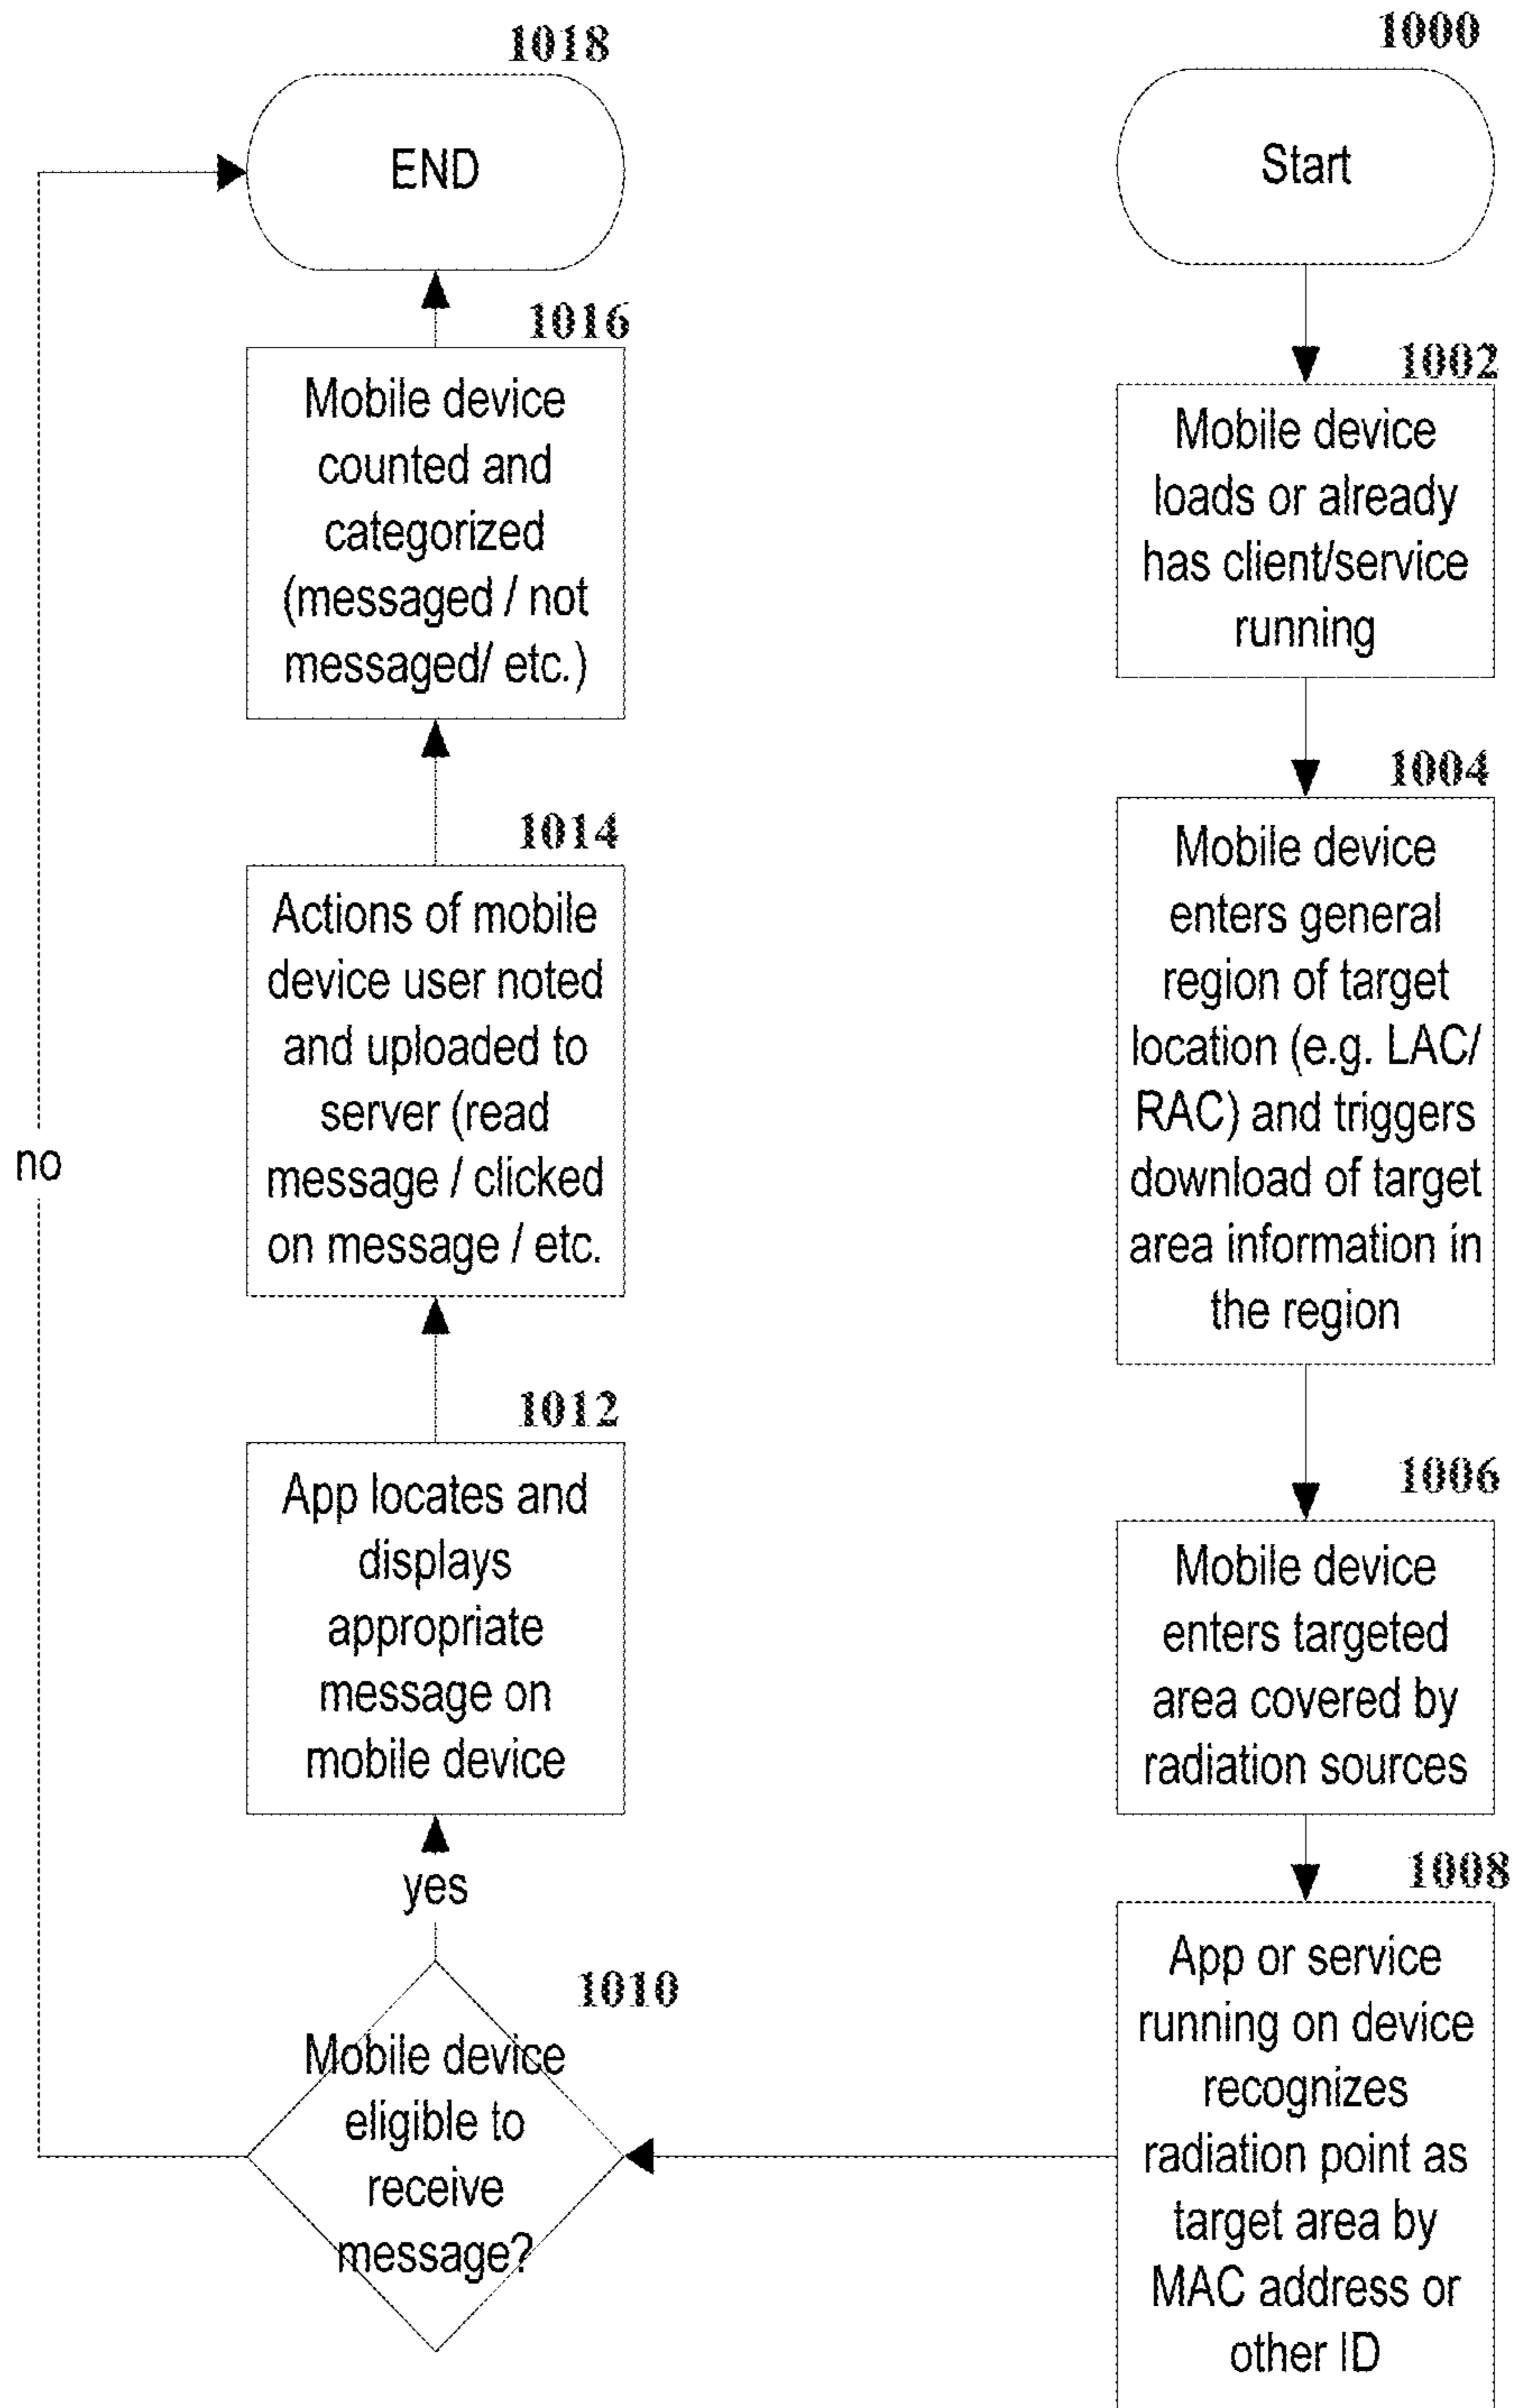 1000
Start
1002
Mobile device
loads or already
has client/service
running
1004
Mobile device
enters general
region of target
location (e.g. LAC/
RAC) and triggers
download of target
area information in
the region
1006
Mobile device
enters targeted
area covered by
radiation sources
1008
App or service
running on device
recognizes
radiation point as
target area by
MAC address or
other ID
1010
Mobile device
eligible to
receive
message?
yes
no
1012
App locates and
displays
appropriate
message on
mobile device
1014
Actions of mobile
device user noted
and uploaded to
server (read
message / clicked
on message / etc.
1016
Mobile device
counted and
categorized
(messaged / not
messaged/ etc.)
1018
END